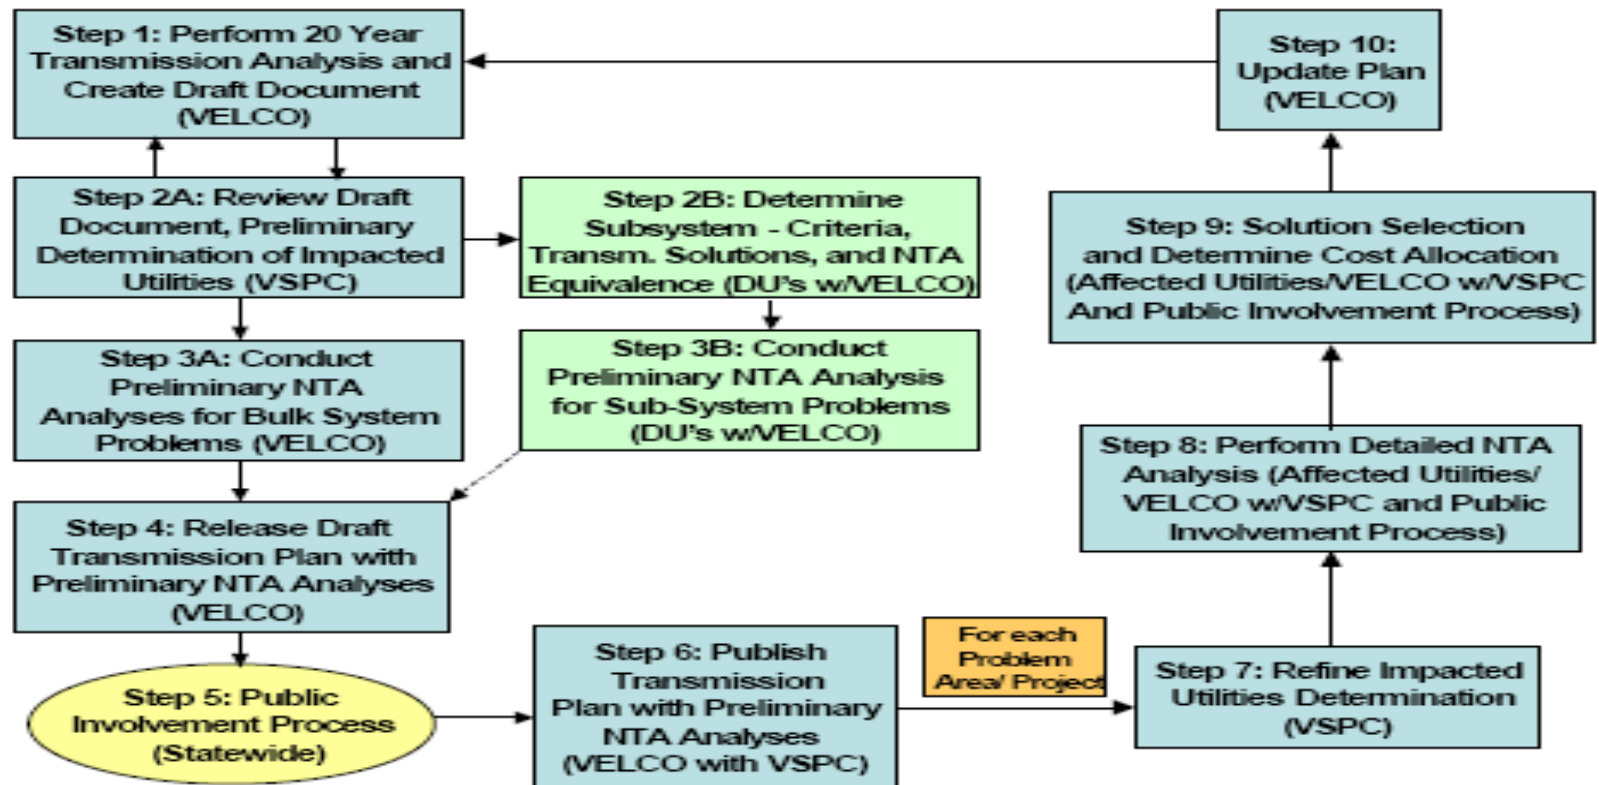 Step 1: Perform 20 Year
Transmission Analysis and
Create Draft Document
(VELCO)
Step 10:
Update Plan
(VELCO)
Step 2A: Review Draft
Document, Preliminary
Determination of Impacted
Utilities (VSPC)
Step 2B: Determine
Subsystem - Criteria,
Transm. Solutions, and NTA
Equivalence (DU's w/VELCO)
Step 9: Solution Selection
and Determine Cost Allocation
(Affected Utilities/VELCO w/VSPC
And Public Involvement Process)
Step 3A: Conduct
Preliminary NTA
Analyses for Bulk System
Problems (VELCO)
Step 3B: Conduct
Preliminary NTA Analysis
for Sub-System Problems
(DU's w/VELCO)
Step 8: Perform Detailed NTA
Analysis (Affected Utilities/
VELCO w/VSPC and Public
Involvement Process)
Step 4: Release Draft
Transmission Plan with
Preliminary NTA Analyses
(VELCO)
Step 5: Public
Involvement Process
(Statewide)
Step 6: Publish
Transmission
Plan with Preliminary
NTA Analyses
(VELCO with VSPC)
For each
Problem
Area/ Project
Step 7: Refine Impacted
Utilities Determination
(VSPC)